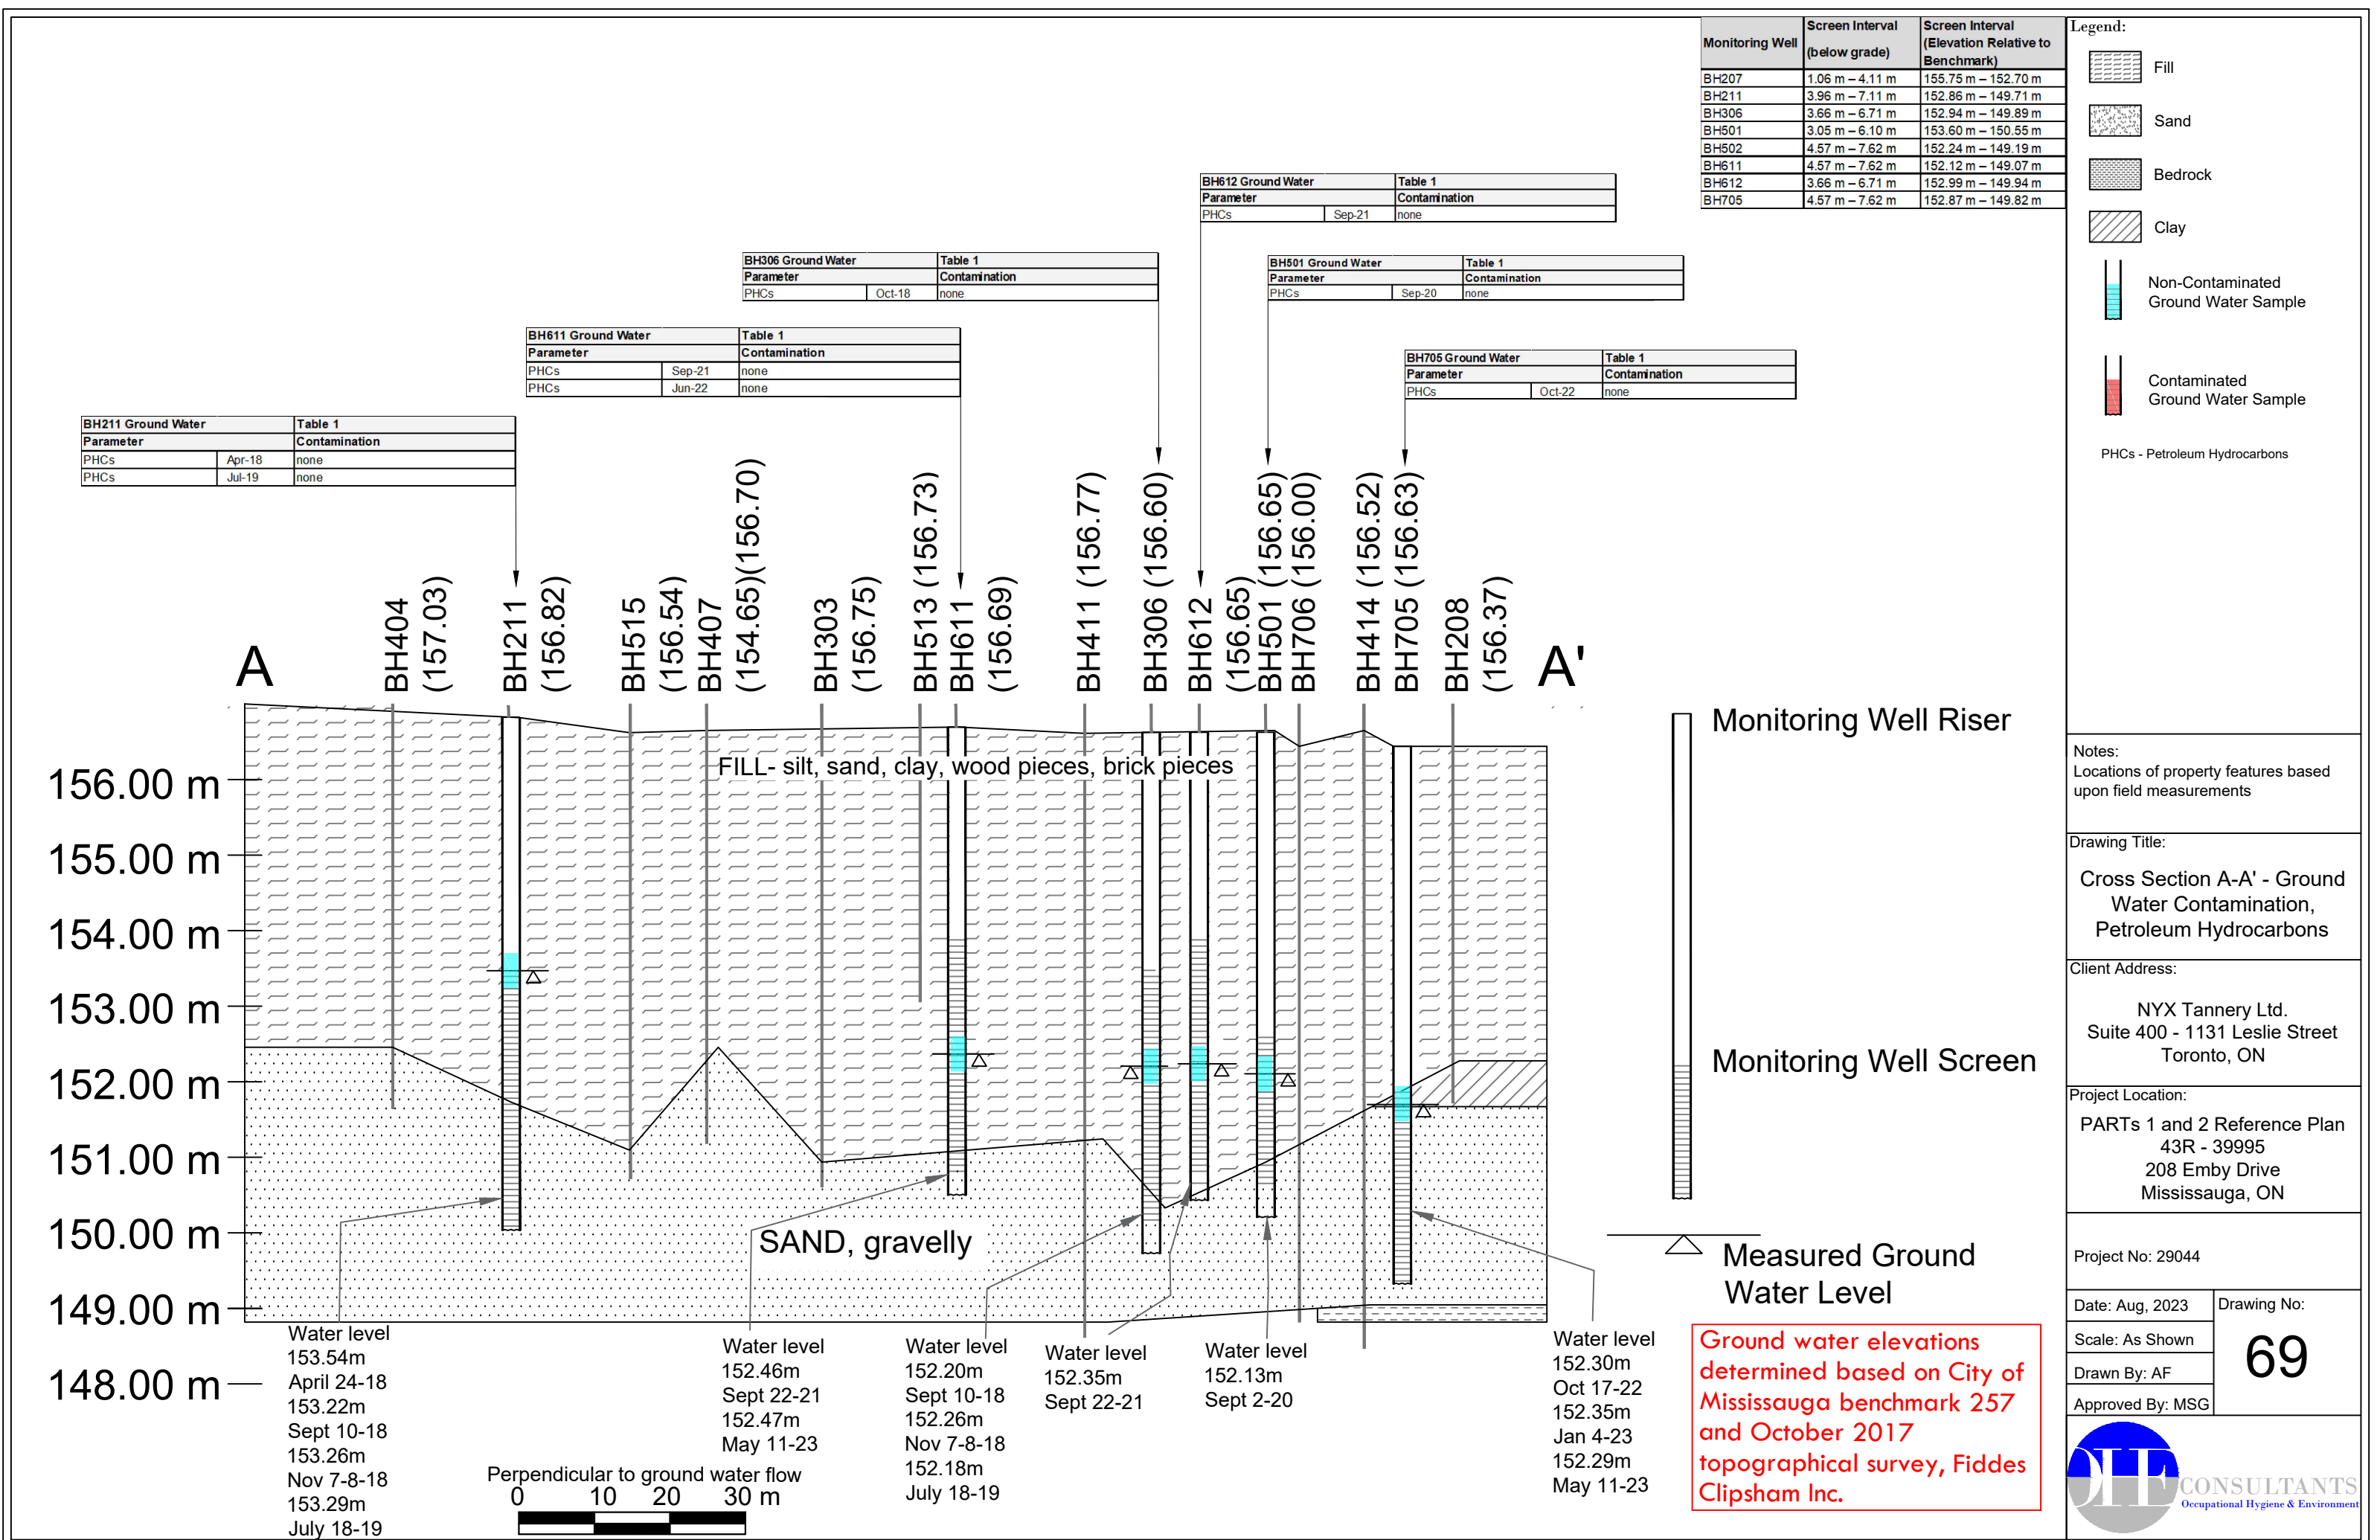 Monitoring Well | Screen Interval (below grade) | Screen Interval (Elevation Relative to Benchmark)
BH207 | 1.06 m – 4.11 m | 155.75 m – 152.70 m
BH211 | 3.96 m – 7.11 m | 152.86 m – 149.71 m
BH306 | 3.66 m – 6.71 m | 152.94 m – 149.89 m
BH501 | 3.05 m – 6.10 m | 153.60 m – 150.55 m
BH502 | 4.57 m – 7.62 m | 152.24 m – 149.19 m
BH611 | 4.57 m – 7.62 m | 152.12 m – 149.07 m
BH612 | 3.66 m – 6.71 m | 152.99 m – 149.94 m
BH705 | 4.57 m – 7.62 m | 152.87 m – 149.82 m
BH612 Ground Water | Table 1
Parameter | Contamination
PHCs | Sep-21 | none
BH306 Ground Water | Table 1
Parameter | Contamination
PHCs | Oct-18 | none
BH501 Ground Water | Table 1
Parameter | Contamination
PHCs | Sep-20 | none
BH611 Ground Water | Table 1
Parameter | Contamination
PHCs | Sep-21 | none
PHCs | Jun-22 | none
BH705 Ground Water | Table 1
Parameter | Contamination
PHCs | Oct-22 | none
BH211 Ground Water | Table 1
Parameter | Contamination
PHCs | Apr-18 | none
PHCs | Jul-19 | none
A
BH404
(157.03)
BH211
(156.82)
BH515
(156.54)
BH407
(154.65)(156.70)
BH303
(156.75)
BH513 (156.73)
BH611
(156.69)
BH411 (156.77)
BH306 (156.60)
BH612
(156.65)
BH501 (156.65)
BH706 (156.00)
BH414 (156.52)
BH705 (156.63)
BH208
(156.37)
A'
156.00 m
155.00 m
154.00 m
153.00 m
152.00 m
151.00 m
150.00 m
149.00 m
148.00 m
FILL- silt, sand, clay, wood pieces, brick pieces
SAND, gravelly
Monitoring Well Riser
Monitoring Well Screen
Measured Ground
Water Level
Water level
153.54m
April 24-18
153.22m
Sept 10-18
153.26m
Nov 7-8-18
153.29m
July 18-19
Water level
152.46m
Sept 22-21
152.47m
May 11-23
Water level
152.20m
Sept 10-18
152.26m
Nov 7-8-18
152.18m
July 18-19
Water level
152.35m
Sept 22-21
Water level
152.13m
Sept 2-20
Water level
152.30m
Oct 17-22
152.35m
Jan 4-23
152.29m
May 11-23
Perpendicular to ground water flow
0 10 20 30 m
Ground water elevations
determined based on City of
Mississauga benchmark 257
and October 2017
topographical survey, Fiddes
Clipsham Inc.
Legend:
Fill
Sand
Bedrock
Clay
Non-Contaminated
Ground Water Sample
Contaminated
Ground Water Sample
PHCs - Petroleum Hydrocarbons
Notes:
Locations of property features based
upon field measurements
Drawing Title:
Cross Section A-A' - Ground
Water Contamination,
Petroleum Hydrocarbons
Client Address:
NYX Tannery Ltd.
Suite 400 - 1131 Leslie Street
Toronto, ON
Project Location:
PARTs 1 and 2 Reference Plan
43R - 39995
208 Emby Drive
Mississauga, ON
Project No: 29044
Date: Aug, 2023
Scale: As Shown
Drawn By: AF
Approved By: MSG
Drawing No:
69
OHE
CONSULTANTS
Occupational Hygiene & Environment